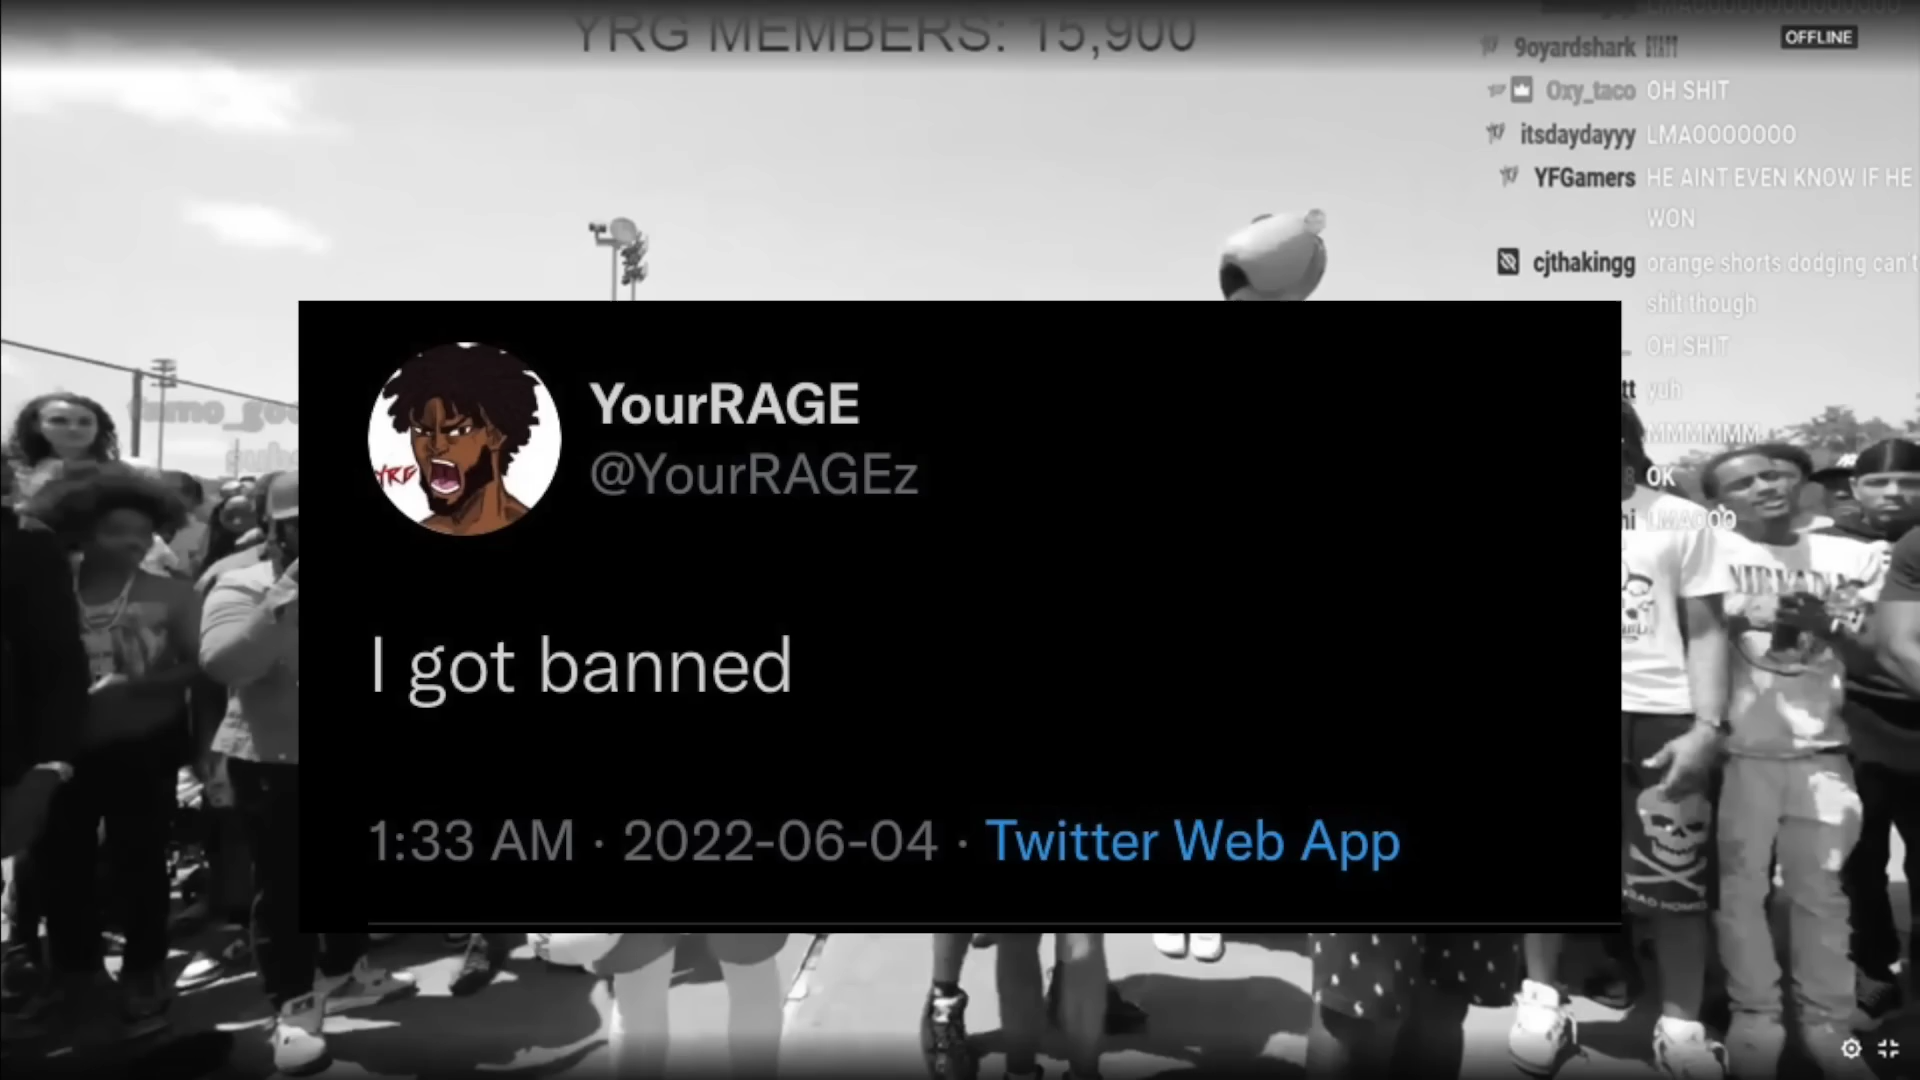 YRG MEMBERS: 15,900
OFFLINE
9oyardshark
Oxy_taco OH SHIT
itsdaydayyy LMAOOOOOOO
YFGamers HE AINT EVEN KNOW IF HE
WON
cjthakingg orange shorts dodging can't
shit though
OH SHIT
tt yuh
MMMMMM
OK
LMAOOO
YRG
YourRAGE
@YourRAGEz
I got banned
1:33 AM · 2022-06-04 · Twitter Web App